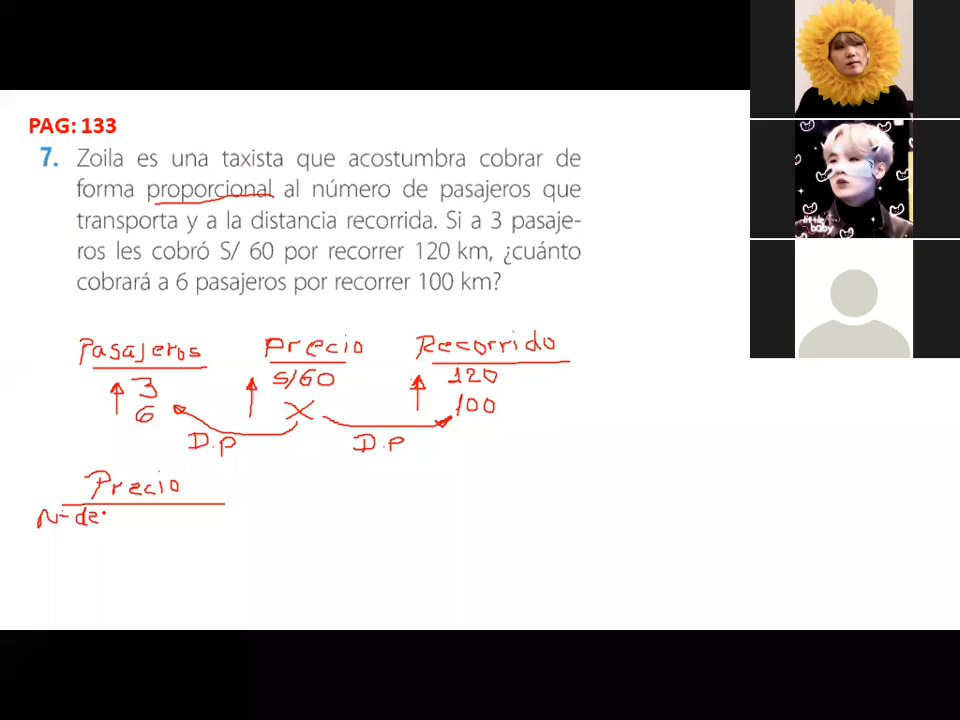 PAG: 133
7. Zoila es una taxista que acostumbra cobrar de
forma proporcional al número de pasajeros que
transporta y a la distancia recorrida. Si a 3 pasaje-
ros les cobró S/ 60 por recorrer 120 km, ¿cuánto
cobrará a 6 pasajeros por recorrer 100 km?
Pasajeros Precio Recorrido
3 S/60 120
6 X 100
D.P D.P
Precio
N= de
little
baby